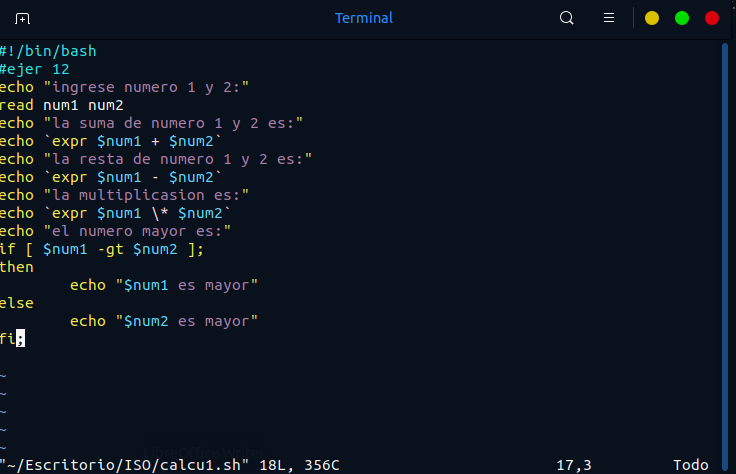 Terminal
#!/bin/bash
#ejer 12
echo "ingrese numero 1 y 2:"
read num1 num2
echo "la suma de numero 1 y 2 es:"
echo `expr $num1 + $num2`
echo "la resta de numero 1 y 2 es:"
echo `expr $num1 - $num2`
echo "la multiplicasion es:"
echo `expr $num1 \* $num2`
echo "el numero mayor es:"
if [ $num1 -gt $num2 ];
then
        echo "$num1 es mayor"
else
        echo "$num2 es mayor"
fi;
~
~
~
~
~
"~/Escritorio/ISO/calcu1.sh" 18L, 356C 17,3 Todo